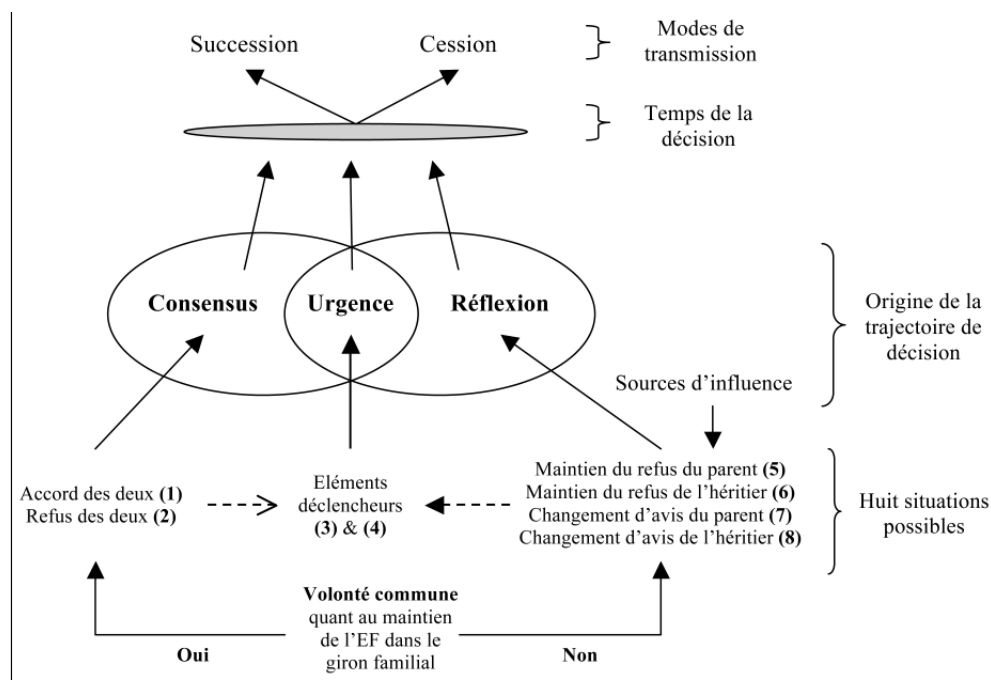 Succession
Cession
Modes de
transmission
Temps de la
décision
Consensus
Urgence
Réflexion
Origine de la
trajectoire de
décision
Sources d'influence
Accord des deux (1)
Refus des deux (2)
Eléments
déclencheurs
(3) & (4)
Maintien du refus du parent (5)
Maintien du refus de l'héritier (6)
Changement d'avis du parent (7)
Changement d'avis de l'héritier (8)
Huit situations
possibles
Volonté commune
quant au maintien
de l'EF dans le
giron familial
Oui
Non